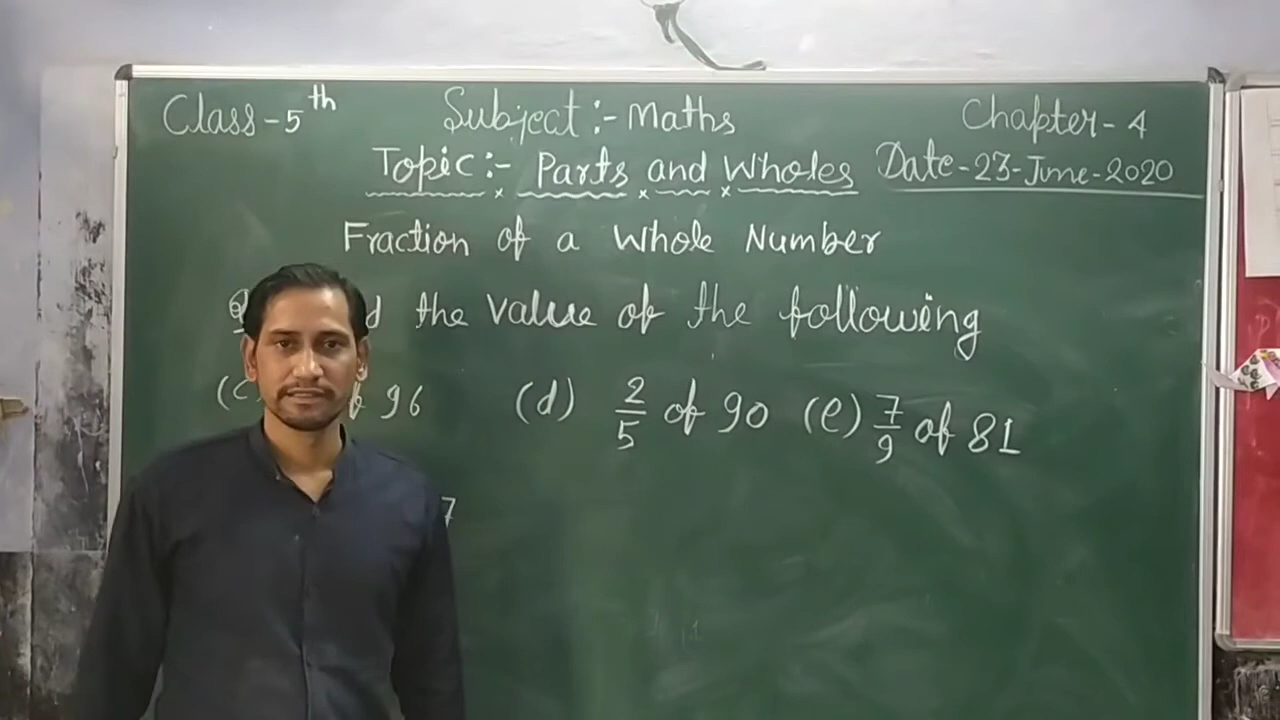 Class-5th Subject:- Maths Chapter-4
Topic:- Parts and Wholes Date-23-June-2020
Fraction of a Whole Number
the value of the following
(c 96 (d) 2/5 of 90 (e) 7/9 of 81
7